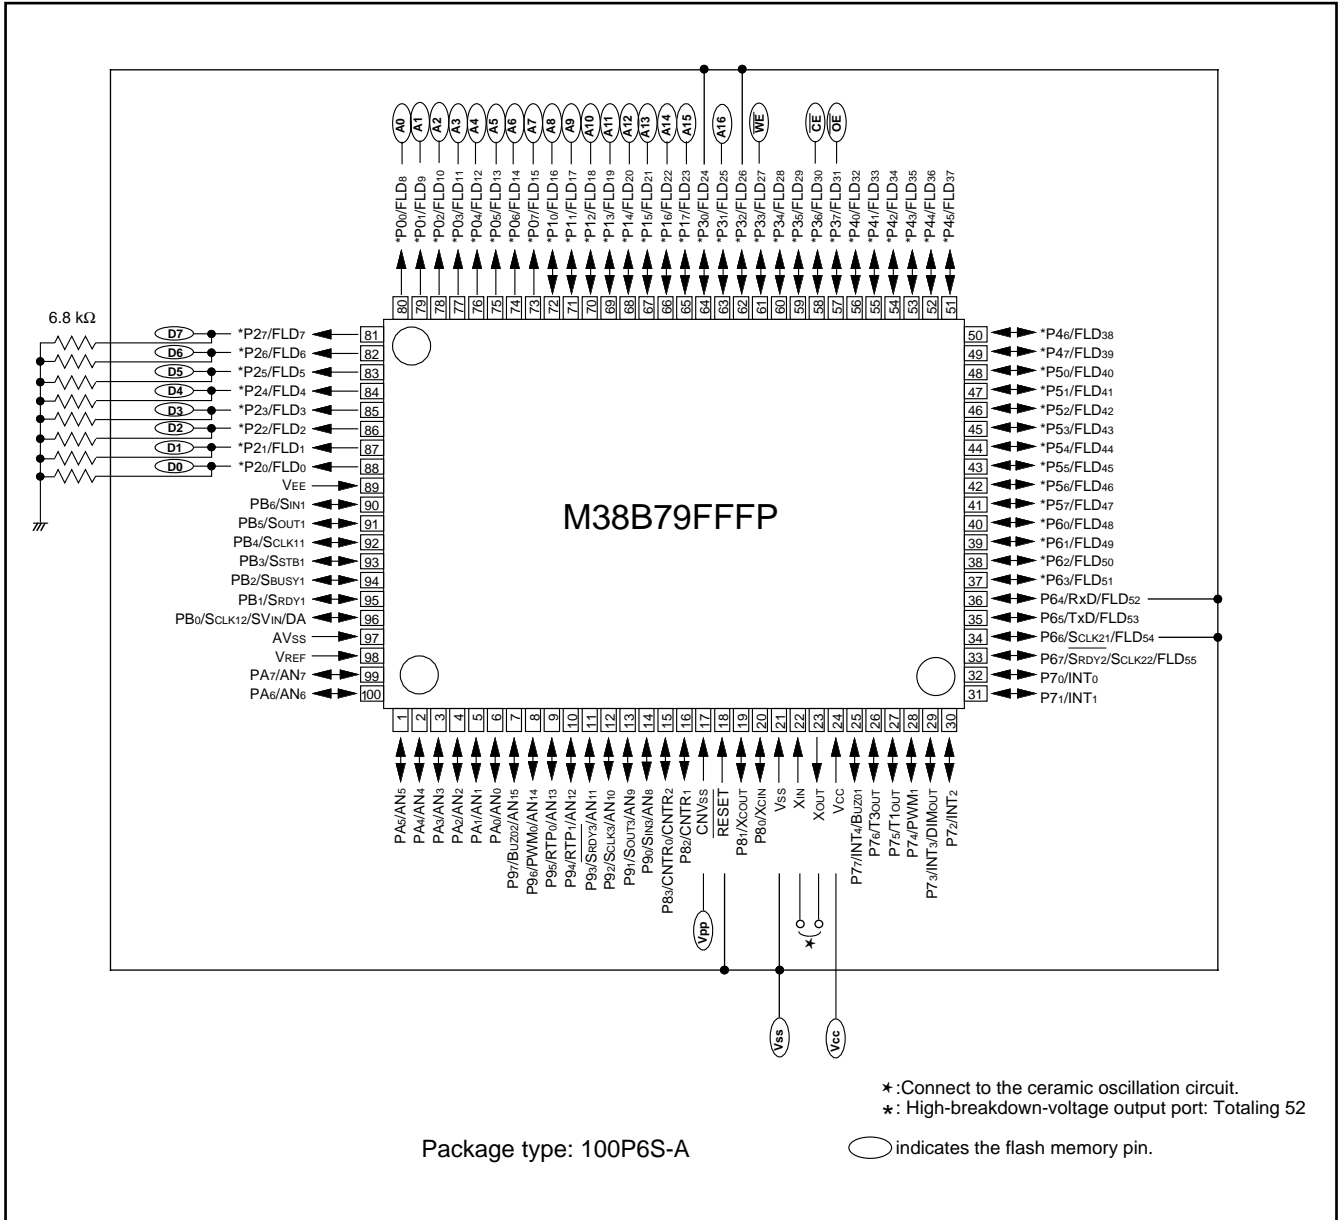 A0
A1
A2
A3
A4
A5
A6
A7
A8
A9
A10
A11
A12
A13
A14
A15
A16
WE
CE
OE
*P00/FLD8
*P01/FLD9
*P02/FLD10
*P03/FLD11
*P04/FLD12
*P05/FLD13
*P06/FLD14
*P07/FLD15
*P10/FLD16
*P11/FLD17
*P12/FLD18
*P13/FLD19
*P14/FLD20
*P15/FLD21
*P16/FLD22
*P17/FLD23
*P30/FLD24
*P31/FLD25
*P32/FLD26
*P33/FLD27
*P34/FLD28
*P35/FLD29
*P36/FLD30
*P37/FLD31
*P40/FLD32
*P41/FLD33
*P42/FLD34
*P43/FLD35
*P44/FLD36
*P45/FLD37
80 79 78 77 76 75 74 73 72 71 70 69 68 67 66 65 64 63 62 61 60 59 58 57 56 55 54 53 52 51
6.8 kΩ
D7 *P27/FLD7 81
D6 *P26/FLD6 82
D5 *P25/FLD5 83
D4 *P24/FLD4 84
D3 *P23/FLD3 85
D2 *P22/FLD2 86
D1 *P21/FLD1 87
D0 *P20/FLD0 88
VEE 89
PB6/SIN1 90
PB5/SOUT1 91
PB4/SCLK11 92
PB3/SSTB1 93
PB2/SBUSY1 94
PB1/SRDY1 95
PB0/SCLK12/SVIN/DA 96
AVSS 97
VREF 98
PA7/AN7 99
PA6/AN6 100
M38B79FFFP
50 *P46/FLD38
49 *P47/FLD39
48 *P50/FLD40
47 *P51/FLD41
46 *P52/FLD42
45 *P53/FLD43
44 *P54/FLD44
43 *P55/FLD45
42 *P56/FLD46
41 *P57/FLD47
40 *P60/FLD48
39 *P61/FLD49
38 *P62/FLD50
37 *P63/FLD51
36 P64/RxD/FLD52
35 P65/TxD/FLD53
34 P66/SCLK21/FLD54
33 P67/SRDY2/SCLK22/FLD55
32 P70/INT0
31 P71/INT1
1 2 3 4 5 6 7 8 9 10 11 12 13 14 15 16 17 18 19 20 21 22 23 24 25 26 27 28 29 30
PA5/AN5
PA4/AN4
PA3/AN3
PA2/AN2
PA1/AN1
PA0/AN0
P97/BUZ02/AN15
P96/PWM0/AN14
P95/RTP0/AN13
P94/RTP1/AN12
P93/SRDY3/AN11
P92/SCLK3/AN10
P91/SOUT3/AN9
P90/SIN3/AN8
P83/CNTR0/CNTR2
P82/CNTR1
CNVSS
RESET
P81/XCOUT
P80/XCIN
VSS
XIN
XOUT
VCC
P77/INT4/BUZ01
P76/T3OUT
P75/T1OUT
P74/PWM1
P73/INT3/DIMOUT
P72/INT2
Vpp
★
Vss
Vcc
★:Connect to the ceramic oscillation circuit.
*: High-breakdown-voltage output port: Totaling 52
Package type: 100P6S-A
indicates the flash memory pin.